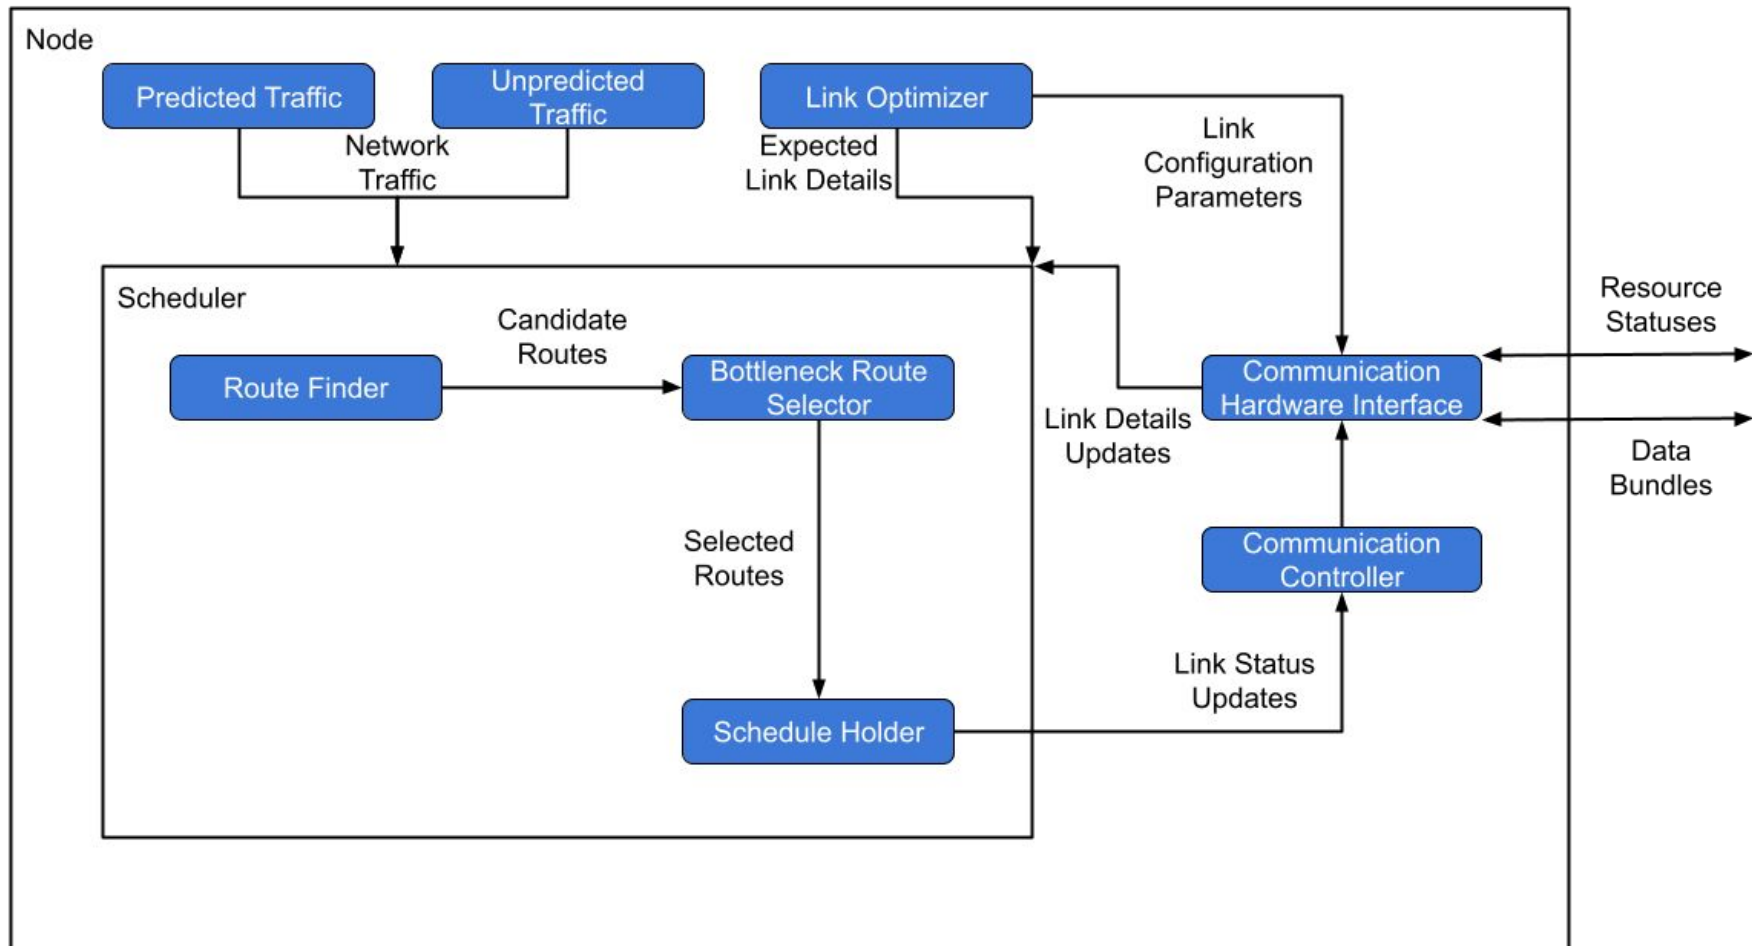 Node
Predicted Traffic
Unpredicted
Traffic
Link Optimizer
Network
Traffic
Expected
Link Details
Link
Configuration
Parameters
Scheduler
Candidate
Routes
Route Finder
Bottleneck Route
Selector
Communication
Hardware Interface
Resource
Statuses
Link Details
Updates
Data
Bundles
Selected
Routes
Communication
Controller
Link Status
Updates
Schedule Holder